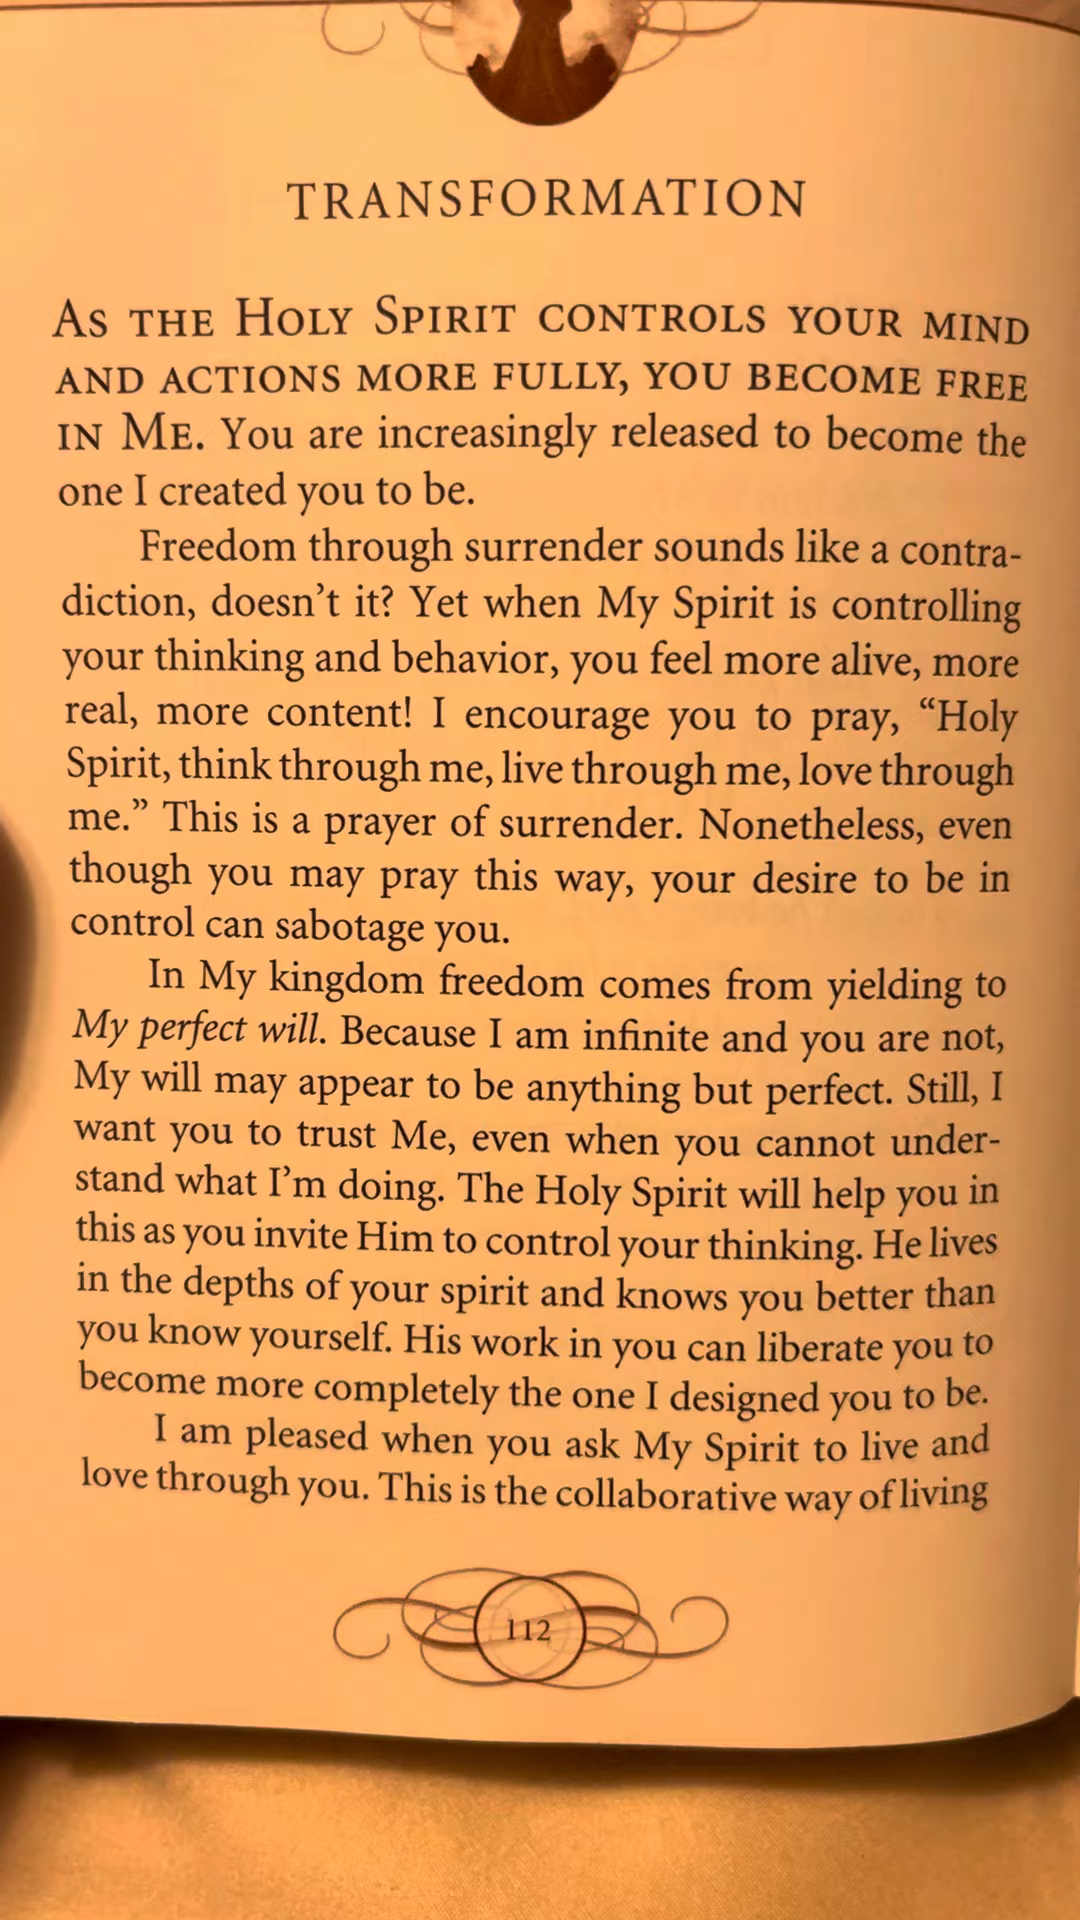 TRANSFORMATION
As the Holy Spirit controls your mind
and actions more fully, you become free
in Me. You are increasingly released to become the
one I created you to be.
Freedom through surrender sounds like a contra-
diction, doesn't it? Yet when My Spirit is controlling
your thinking and behavior, you feel more alive, more
real, more content! I encourage you to pray, “Holy
Spirit, think through me, live through me, love through
me.” This is a prayer of surrender. Nonetheless, even
though you may pray this way, your desire to be in
control can sabotage you.
In My kingdom freedom comes from yielding to
My perfect will. Because I am infinite and you are not,
My will may appear to be anything but perfect. Still, I
want you to trust Me, even when you cannot under-
stand what I'm doing. The Holy Spirit will help you in
this as you invite Him to control your thinking. He lives
in the depths of your spirit and knows you better than
you know yourself. His work in you can liberate you to
become more completely the one I designed you to be.
I am pleased when you ask My Spirit to live and
love through you. This is the collaborative way of living
112